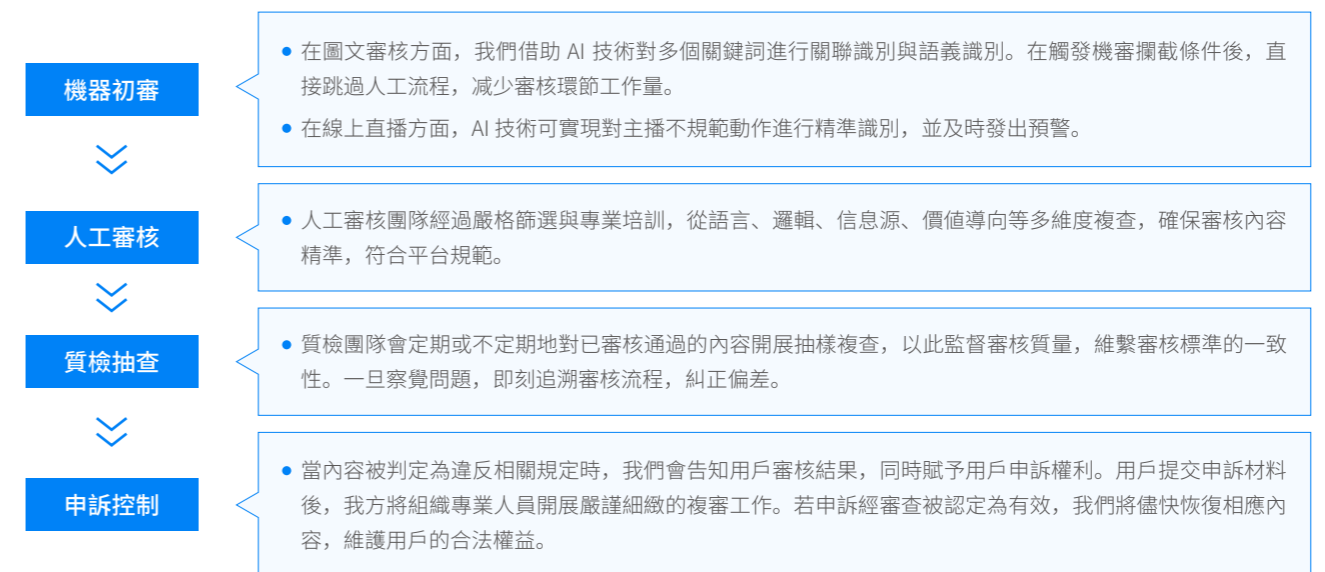 機器初審
在圖文審核方面，我們借助 AI 技術對多個關鍵詞進行關聯識別與語義識別。在觸發機審攔截條件後，直
接跳過人工流程，減少審核環節工作量。
在線上直播方面，AI 技術可實現對主播不規範動作進行精準識別，並及時發出預警。
人工審核
人工審核團隊經過嚴格篩選與專業培訓，從語言、邏輯、信息源、價值導向等多維度複查，確保審核內容
精準，符合平台規範。
質檢抽查
質檢團隊會定期或不定期地對已審核通過的內容開展抽樣複查，以此監督審核質量，維繫審核標準的一致
性。一旦察覺問題，即刻追溯審核流程，糾正偏差。
申訴控制
當內容被判定為違反相關規定時，我們會告知用戶審核結果，同時賦予用戶申訴權利。用戶提交申訴材料
後，我方將組織專業人員開展嚴謹細緻的複審工作。若申訴經審查被認定為有效，我們將儘快恢復相應內
容，維護用戶的合法權益。